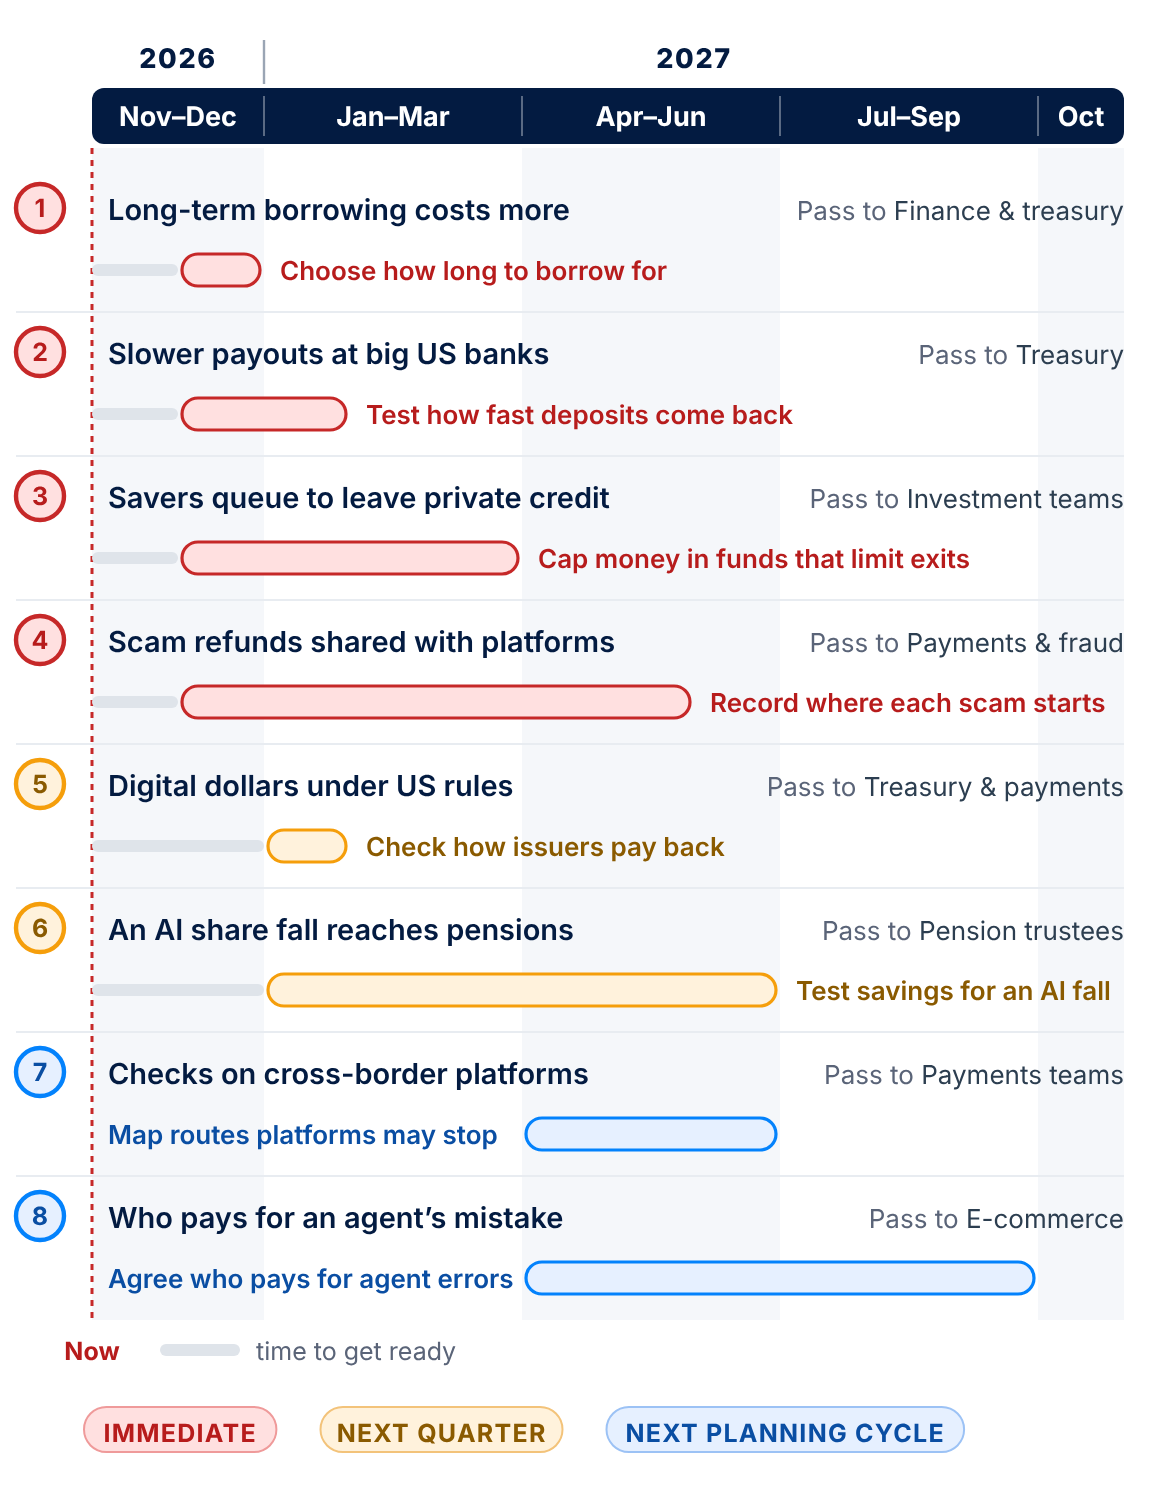 2026 2027
Nov–Dec Jan–Mar Apr–Jun Jul–Sep Oct
1 Long-term borrowing costs more Pass to Finance & treasury
Choose how long to borrow for
2 Slower payouts at big US banks Pass to Treasury
Test how fast deposits come back
3 Savers queue to leave private credit Pass to Investment teams
Cap money in funds that limit exits
4 Scam refunds shared with platforms Pass to Payments & fraud
Record where each scam starts
5 Digital dollars under US rules Pass to Treasury & payments
Check how issuers pay back
6 An AI share fall reaches pensions Pass to Pension trustees
Test savings for an AI fall
7 Checks on cross-border platforms Pass to Payments teams
Map routes platforms may stop
8 Who pays for an agent’s mistake Pass to E-commerce
Agree who pays for agent errors
Now time to get ready
IMMEDIATE NEXT QUARTER NEXT PLANNING CYCLE